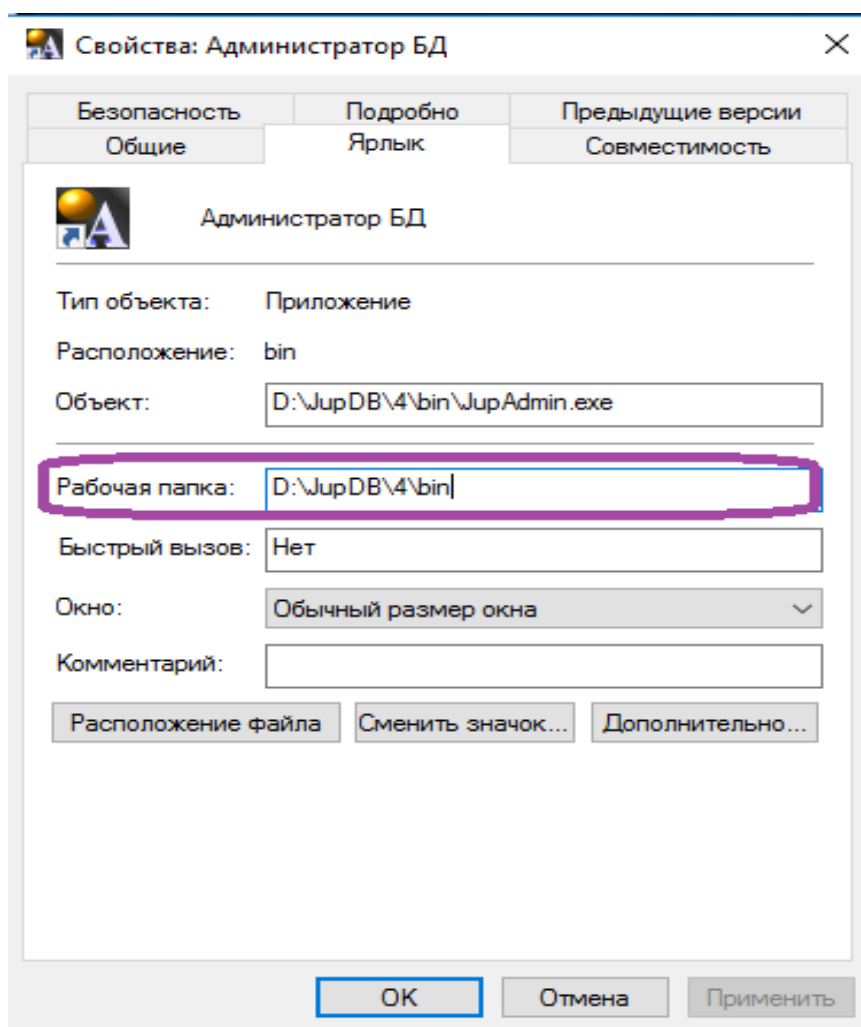 Свойства: Администратор БД
Безопасность Подробно Предыдущие версии
Общие Ярлык Совместимость
Администратор БД
Тип объекта: Приложение
Расположение: bin
Объект: D:\JupDB\4\bin\JupAdmin.exe
Рабочая папка: D:\JupDB\4\bin
Быстрый вызов: Нет
Окно: Обычный размер окна
Комментарий:
Расположение файла Сменить значок... Дополнительно...
ОК Отмена Применить